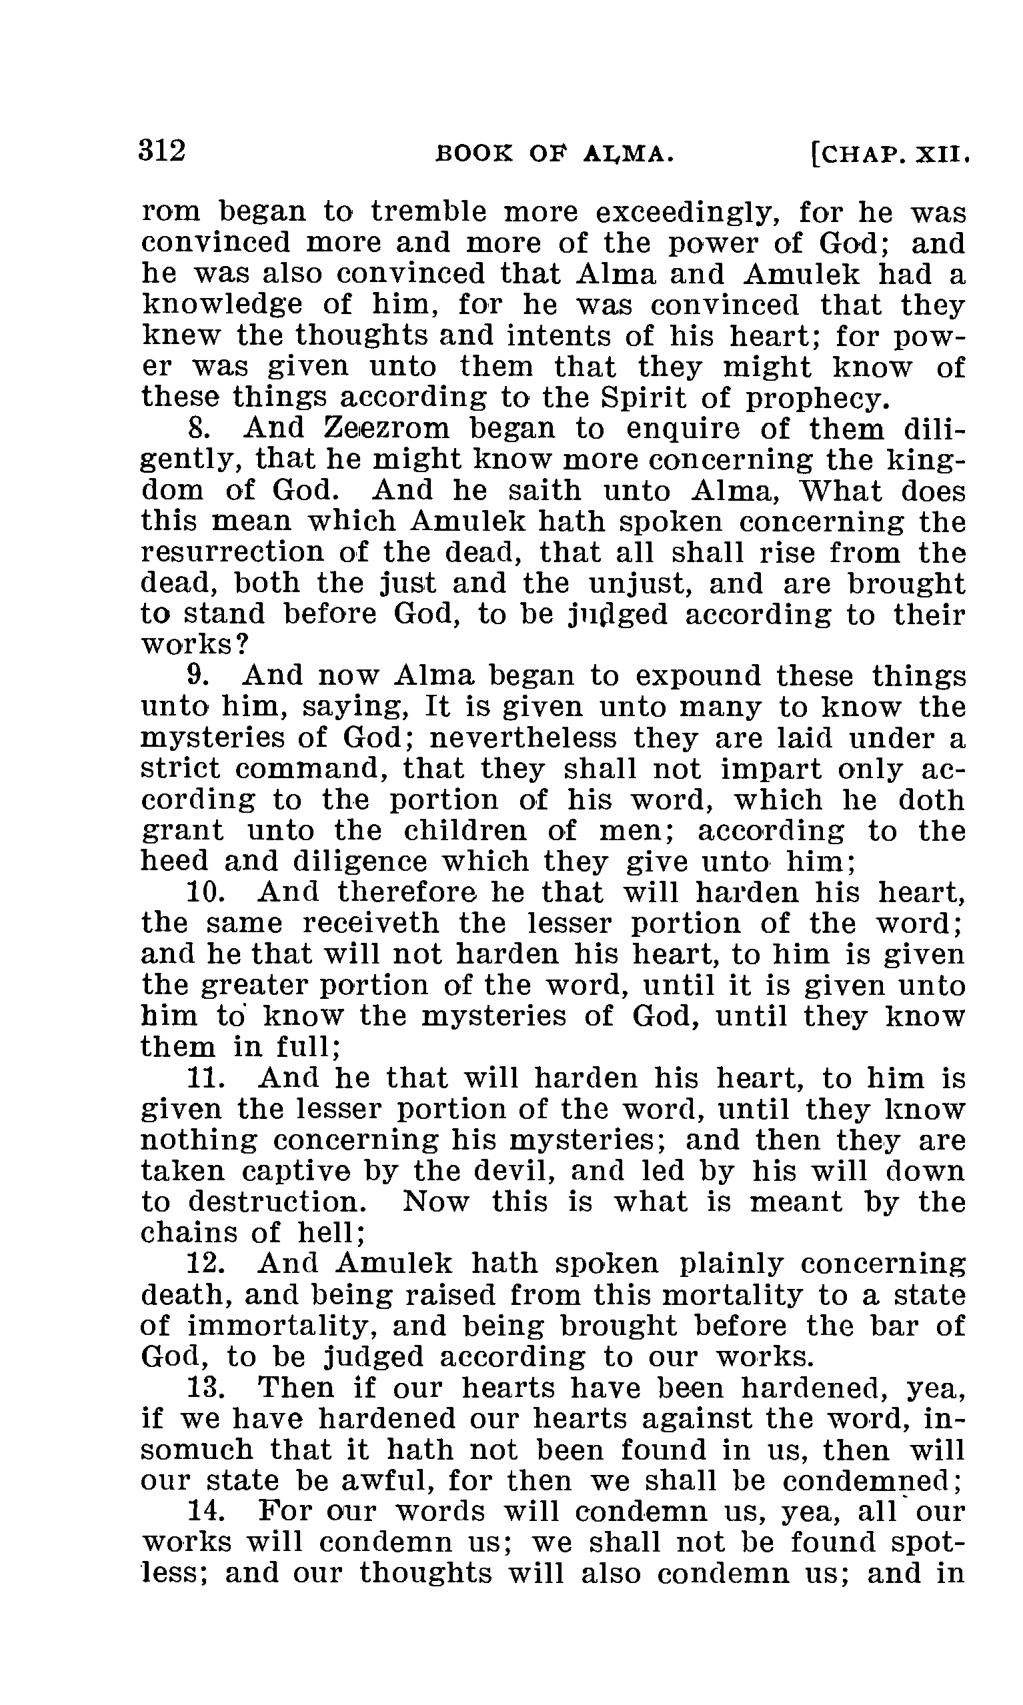 312 BOOK OF ALMA. [CHAP. XII.
rom began to tremble more exceedingly, for he was
convinced more and more of the power of God; and
he was also convinced that Alma and Amulek had a
knowledge of him, for he was convinced that they
knew the thoughts and intents of his heart; for pow-
er was given unto them that they might know of
these things according to the Spirit of prophecy.
8. And Zeezrom began to enquire of them dili-
gently, that he might know more concerning the king-
dom of God. And he saith unto Alma, What does
this mean which Amulek hath spoken concerning the
resurrection of the dead, that all shall rise from the
dead, both the just and the unjust, and are brought
to stand before God, to be judged according to their
works?
9. And now Alma began to expound these things
unto him, saying, It is given unto many to know the
mysteries of God; nevertheless they are laid under a
strict command, that they shall not impart only ac-
cording to the portion of his word, which he doth
grant unto the children of men; according to the
heed and diligence which they give unto him;
10. And therefore he that will harden his heart,
the same receiveth the lesser portion of the word;
and he that will not harden his heart, to him is given
the greater portion of the word, until it is given unto
him to know the mysteries of God, until they know
them in full;
11. And he that will harden his heart, to him is
given the lesser portion of the word, until they know
nothing concerning his mysteries; and then they are
taken captive by the devil, and led by his will down
to destruction. Now this is what is meant by the
chains of hell;
12. And Amulek hath spoken plainly concerning
death, and being raised from this mortality to a state
of immortality, and being brought before the bar of
God, to be judged according to our works.
13. Then if our hearts have been hardened, yea,
if we have hardened our hearts against the word, in-
somuch that it hath not been found in us, then will
our state be awful, for then we shall be condemned;
14. For our words will condemn us, yea, all our
works will condemn us; we shall not be found spot-
less; and our thoughts will also condemn us; and in